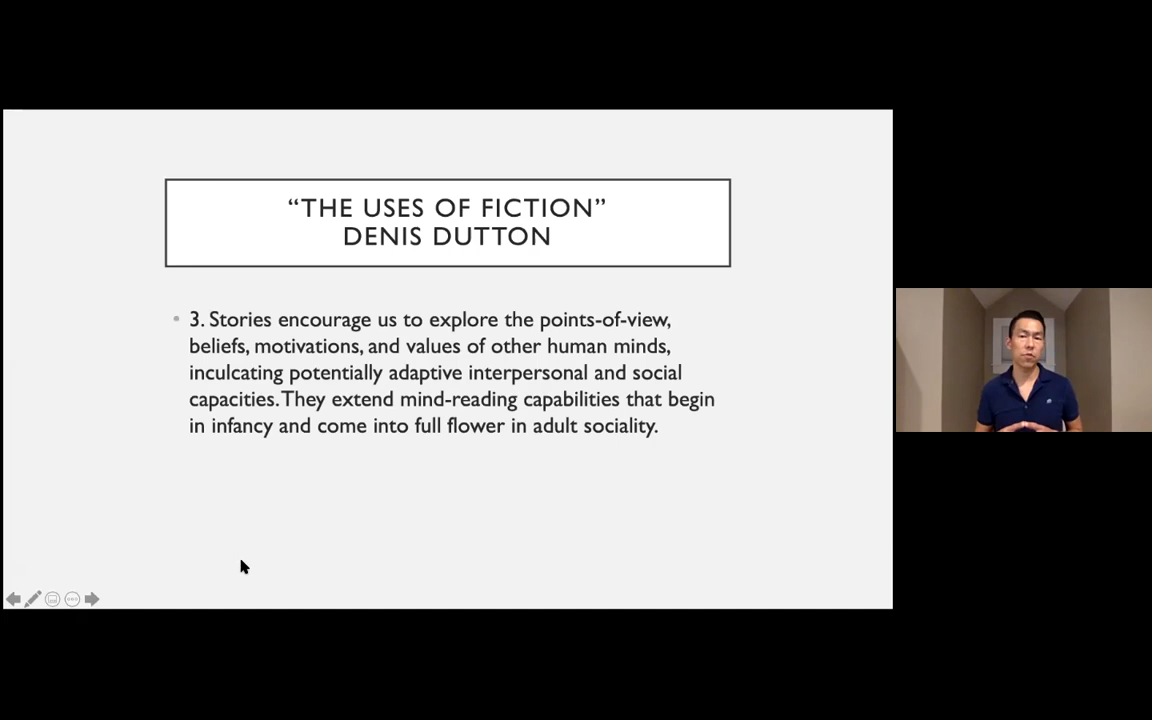 “THE USES OF FICTION”
DENIS DUTTON
3. Stories encourage us to explore the points-of-view,
beliefs, motivations, and values of other human minds,
inculcating potentially adaptive interpersonal and social
capacities. They extend mind-reading capabilities that begin
in infancy and come into full flower in adult sociality.